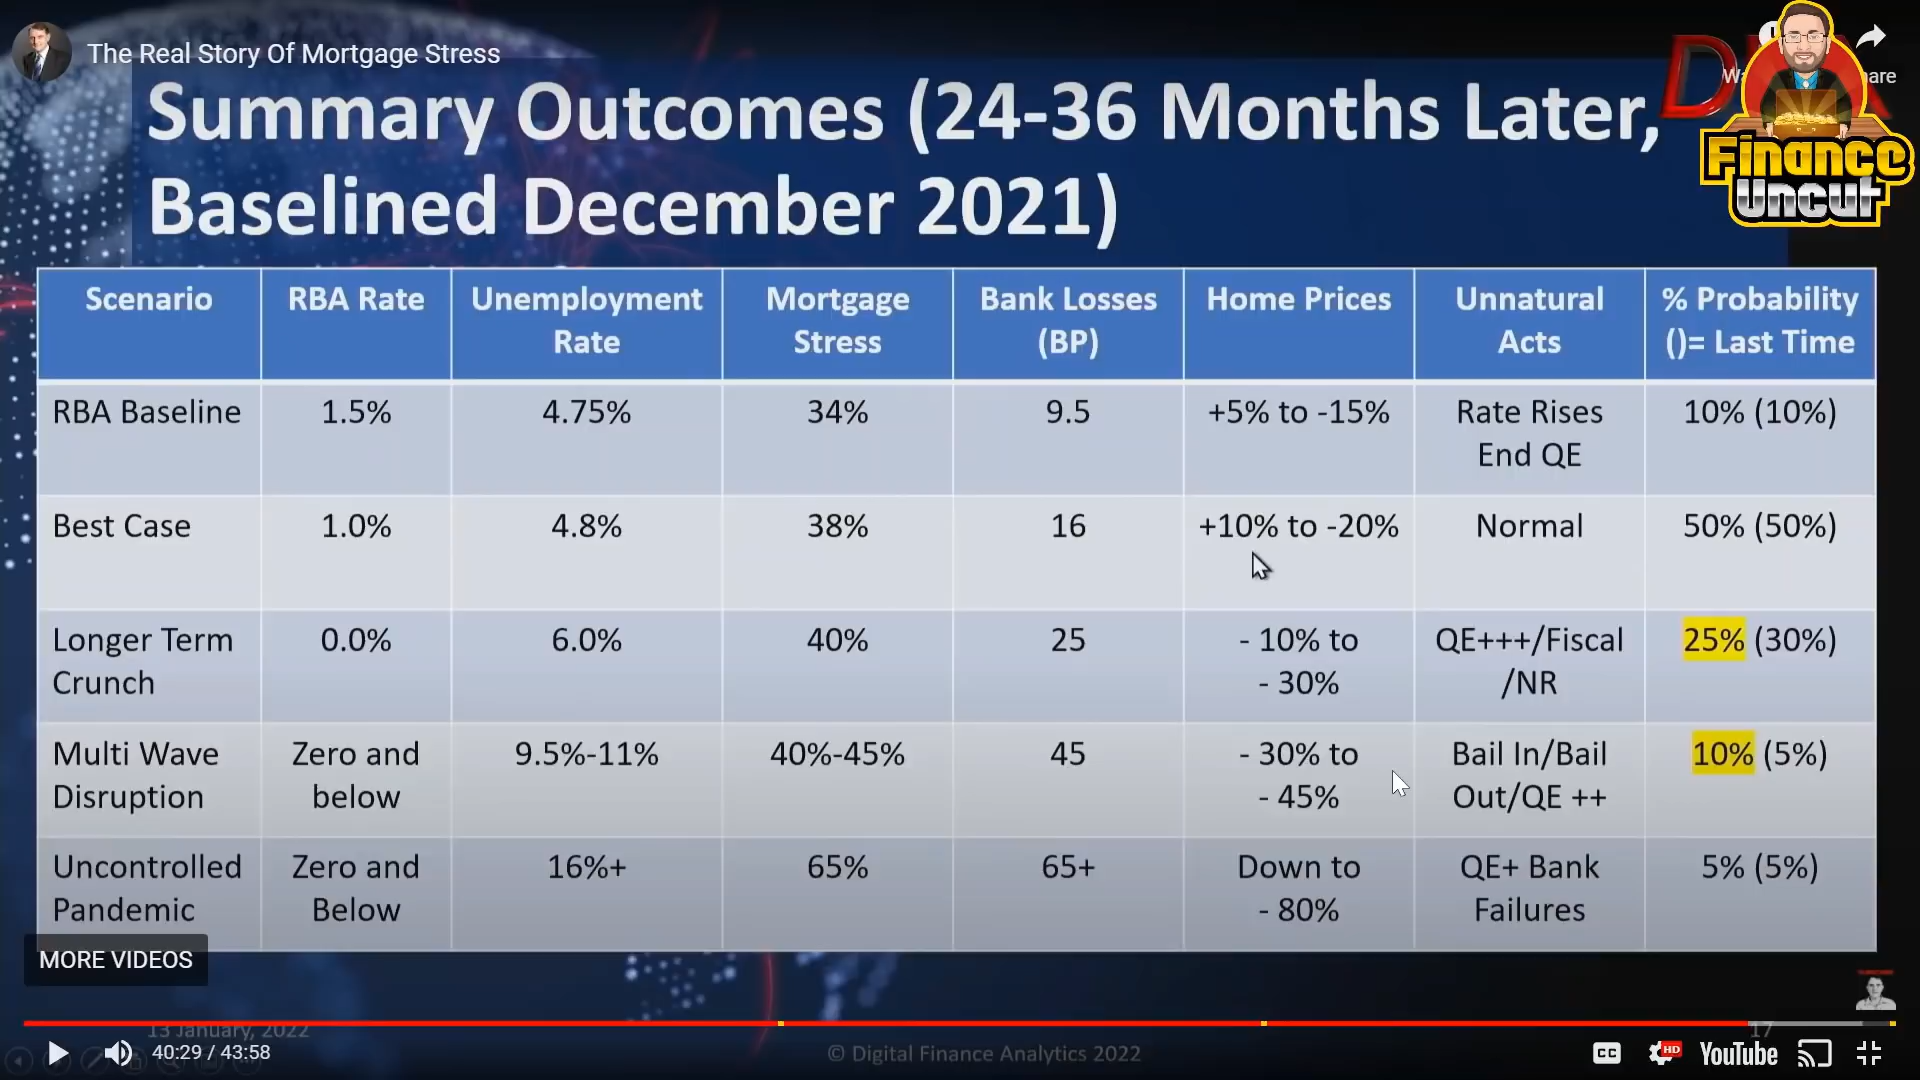 The Real Story Of Mortgage Stress
Finance
Uncut
Summary Outcomes (24-36 Months Later,
Baselined December 2021)
Scenario
RBA Rate
Unemployment
Rate
Mortgage
Stress
Bank Losses
(BP)
Home Prices
Unnatural
Acts
% Probability
()= Last Time
RBA Baseline
1.5%
4.75%
34%
9.5
+5% to -15%
Rate Rises
End QE
10% (10%)
Best Case
1.0%
4.8%
38%
16
+10% to -20%
Normal
50% (50%)
Longer Term
Crunch
0.0%
6.0%
40%
25
- 10% to
- 30%
QE+++/Fiscal
/NR
25% (30%)
Multi Wave
Disruption
Zero and
below
9.5%-11%
40%-45%
45
- 30% to
- 45%
Bail In/Bail
Out/QE ++
10% (5%)
Uncontrolled
Pandemic
Zero and
Below
16%+
65%
65+
Down to
- 80%
QE+ Bank
Failures
5% (5%)
MORE VIDEOS
13 January, 2022
17
40:29 / 43:58
© Digital Finance Analytics 2022
CC
HD
YouTube